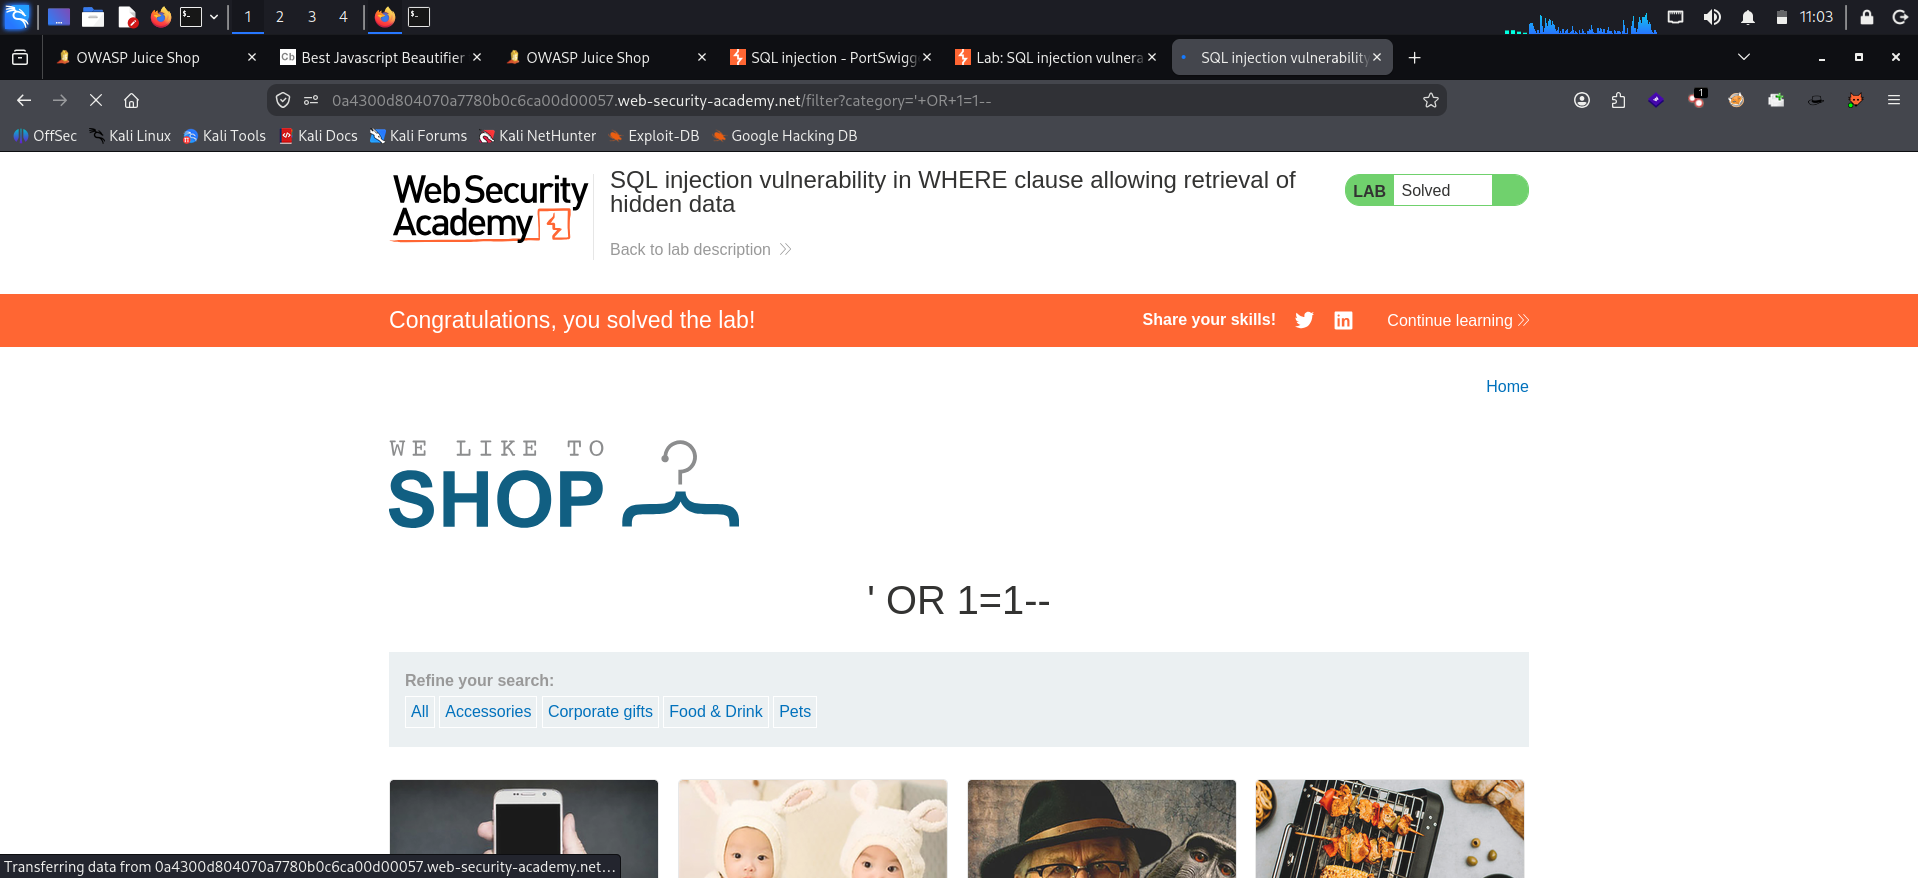 1 2 3 4 11:03
OWASP Juice Shop Best Javascript Beautifier OWASP Juice Shop SQL injection - PortSwigg Lab: SQL injection vulnera SQL injection vulnerability
0a4300d804070a7780b0c6ca00d00057.web-security-academy.net/filter?category='+OR+1=1-- 1
OffSec Kali Linux Kali Tools Kali Docs Kali Forums Kali NetHunter Exploit-DB Google Hacking DB
Web Security
Academy
SQL injection vulnerability in WHERE clause allowing retrieval of
hidden data
LAB Solved
Back to lab description
Congratulations, you solved the lab! Share your skills! Continue learning
Home
WE LIKE TO
SHOP
' OR 1=1--
Refine your search:
All Accessories Corporate gifts Food & Drink Pets
Transferring data from 0a4300d804070a7780b0c6ca00d00057.web-security-academy.net…